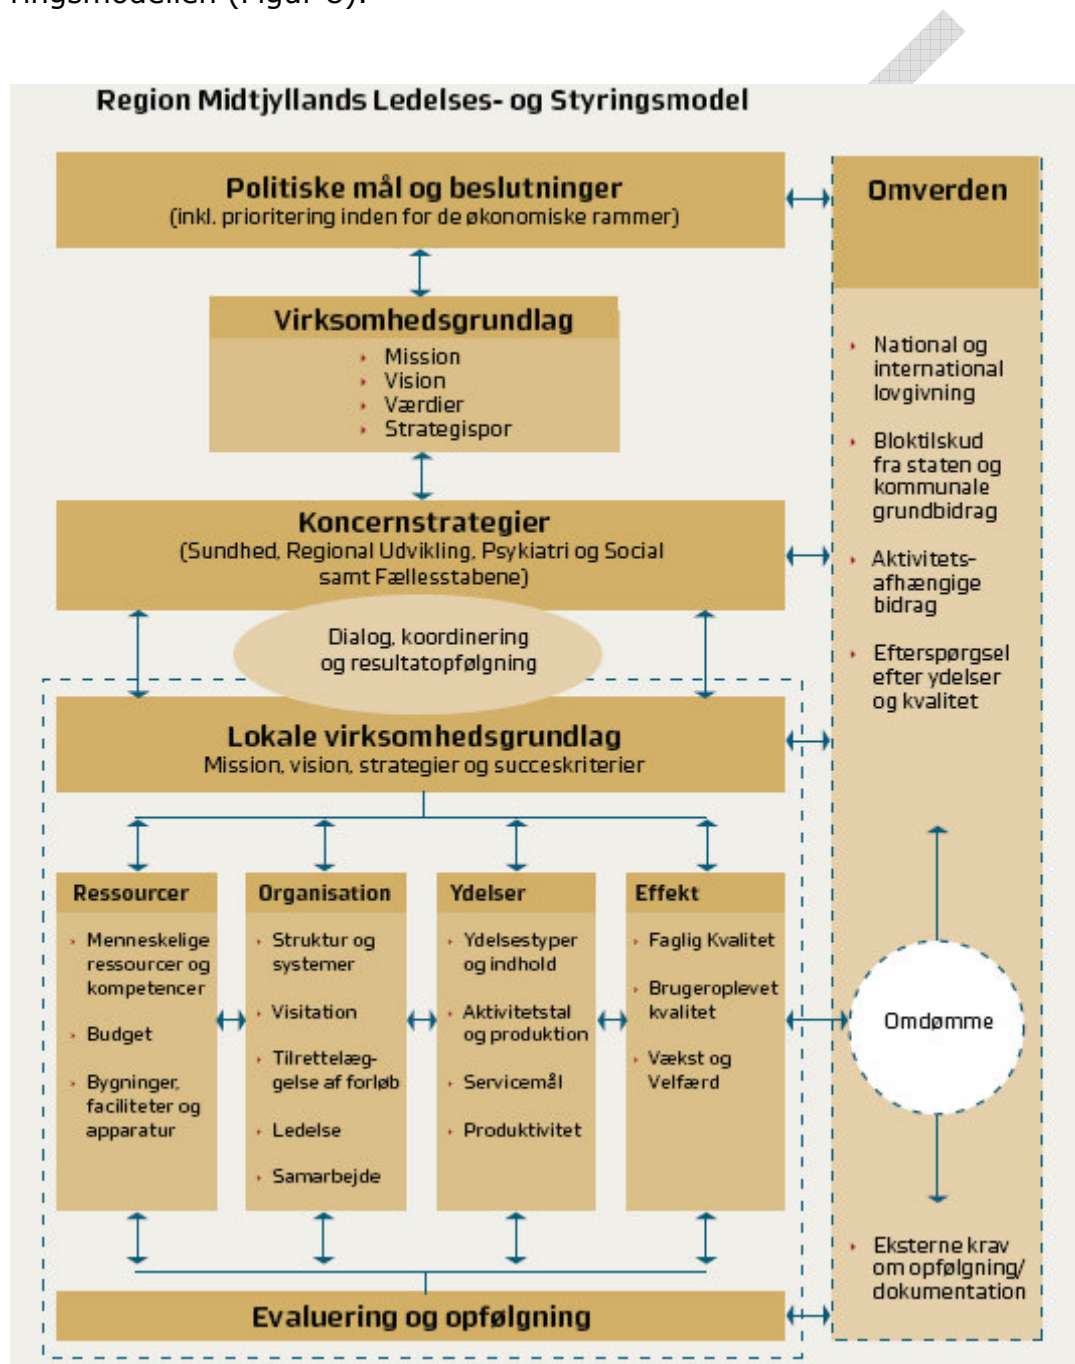 ringsmodellen (Figur 6).
Region Midtjyllands Ledelses- og Styringsmodel
Politiske mål og beslutninger
(inkl. prioritering inden for de økonomiske rammer)
Virksomhedsgrundlag
Mission
Vision
Værdier
Strategispor
Koncernstrategier
(Sundhed, Regional Udvikling, Psykiatri og Social
samt Fællesstabene)
Dialog, koordinering
og resultatopfølgning
Lokale virksomhedsgrundlag
Mission, vision, strategier og succeskriterier
Ressourcer
Menneskelige
ressourcer og
kompetencer
Budget
Bygninger,
faciliteter og
apparatur
Organisation
Struktur og
systemer
Visitation
Tilrettelæg-
gelse af forløb
Ledelse
Samarbejde
Ydelser
Ydelsestyper
og indhold
Aktivitetstal
og produktion
Servicemål
Produktivitet
Effekt
Faglig Kvalitet
Brugeroplevet
kvalitet
Vækst og
Velfærd
Evaluering og opfølgning
Omverden
National og
international
lovgivning
Bloktilskud
fra staten og
kommunale
grundbidrag
Aktivitets-
afhængige
bidrag
Efterspørgsel
efter ydelser
og kvalitet
Omdømme
Eksterne krav
om opfølgning/
dokumentation